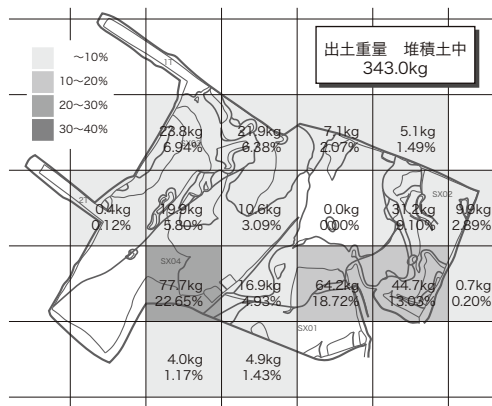 出土重量　堆積土中
343.0kg
～10%
10～20%
20～30%
30～40%
1T
23.8kg
6.94%
21.9kg
6.38%
7.1kg
2.07%
5.1kg
1.49%
2T
0.4kg
0.12%
19.9kg
5.80%
10.6kg
3.09%
0.0kg
0.00%
31.2kg
9.10%
SX02
9.9kg
2.89%
SX04
77.7kg
22.65%
16.9kg
4.93%
64.2kg
18.72%
44.7kg
13.03%
0.7kg
0.20%
SX01
4.0kg
1.17%
4.9kg
1.43%